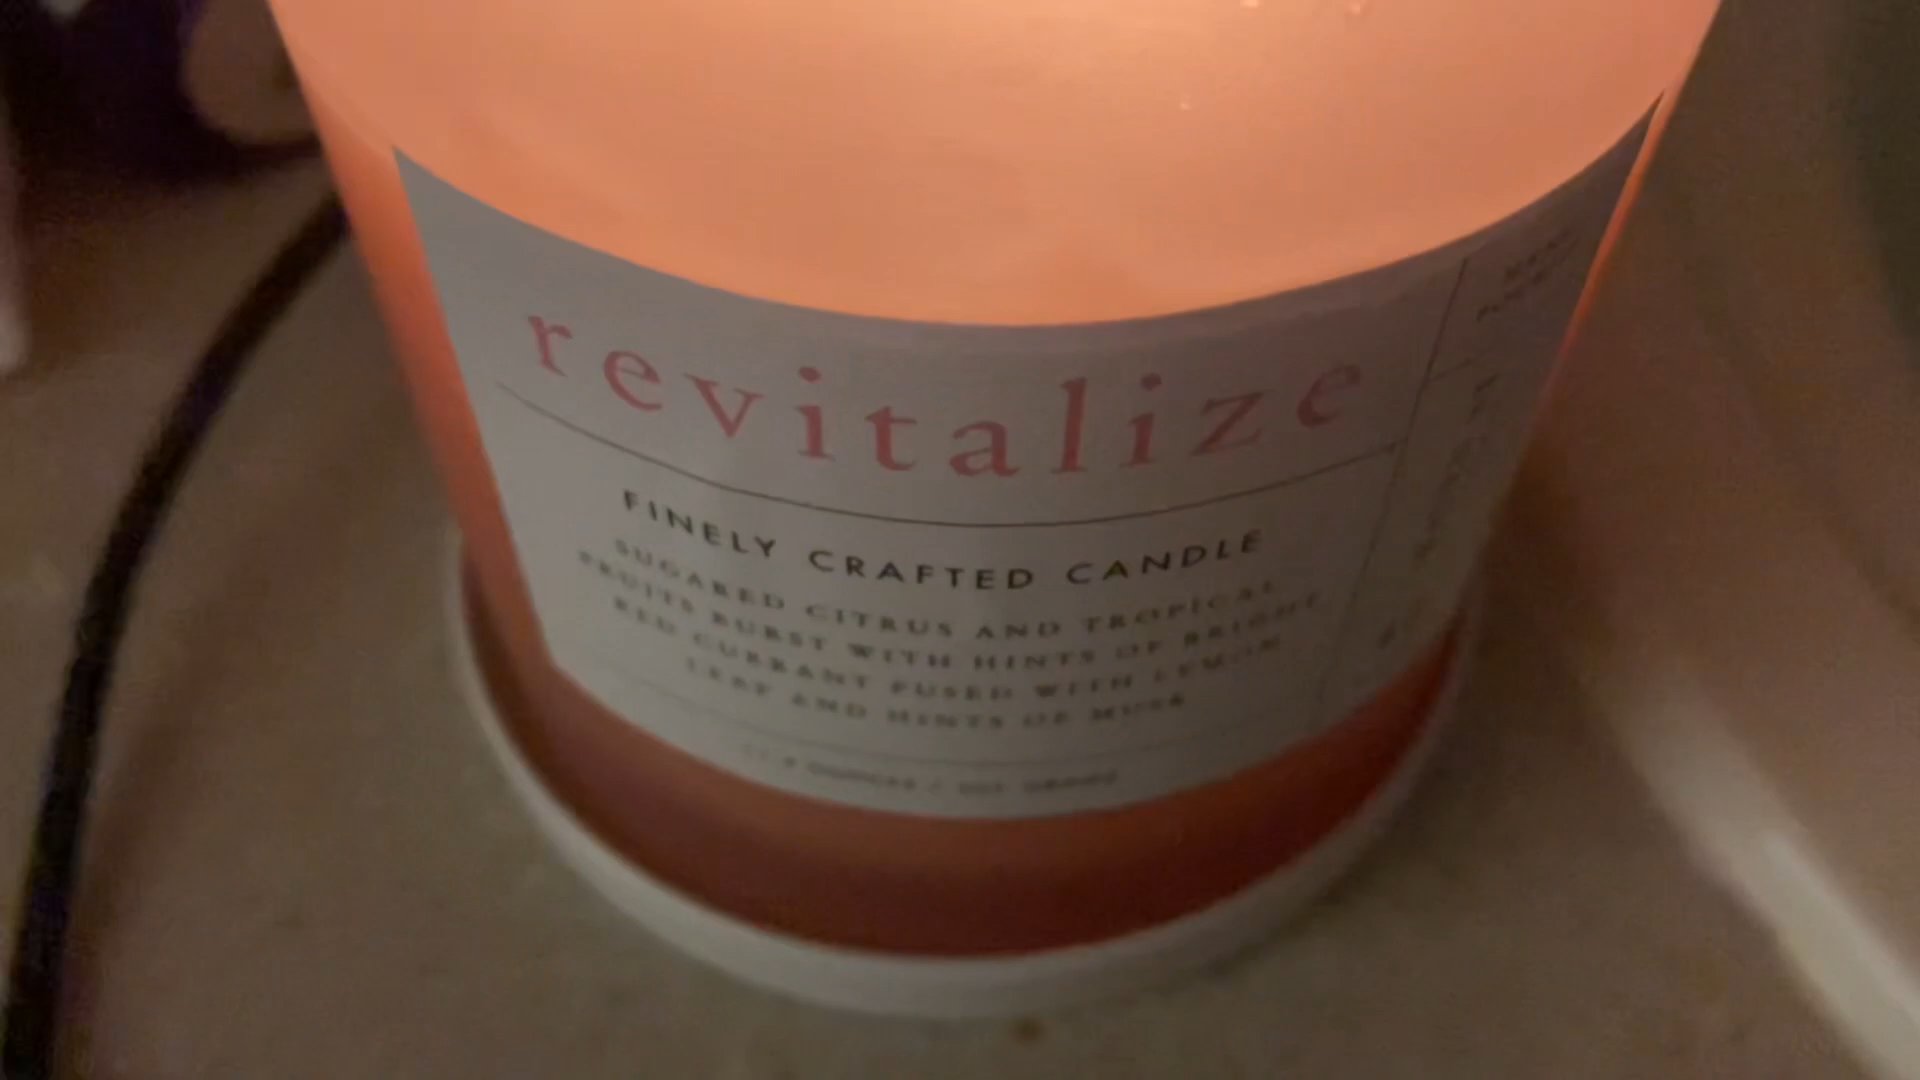 revitalize
FINELY CRAFTED CANDLE
SUGARED CITRUS AND TROPICAL
FRUITS BURST WITH HINTS OF BRIGHT
RED CURRANT FUSED WITH LEMON
LEAF AND HINTS OF MUSK